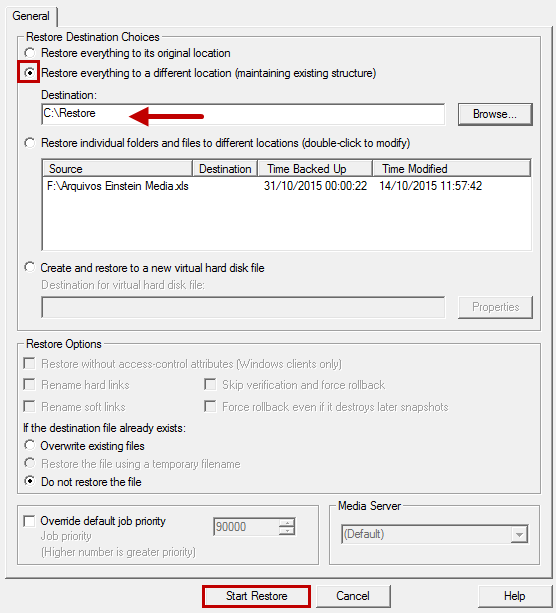 General
Restore Destination Choices
Restore everything to its original location
Restore everything to a different location (maintaining existing structure)
Destination:
C:\Restore
Browse...
Restore individual folders and files to different locations (double-click to modify)
Source Destination Time Backed Up Time Modified
F:\Arquivos Einstein Media.xls 31/10/2015 00:00:22 14/10/2015 11:57:42
Create and restore to a new virtual hard disk file
Destination for virtual hard disk file:
Properties
Restore Options
Restore without access-control attributes (Windows clients only)
Rename hard links Skip verification and force rollback
Rename soft links Force rollback even if it destroys later snapshots
If the destination file already exists:
Overwrite existing files
Restore the file using a temporary filename
Do not restore the file
Override default job priority 90000
Job priority
(Higher number is greater priority)
Media Server
(Default)
Start Restore Cancel Help